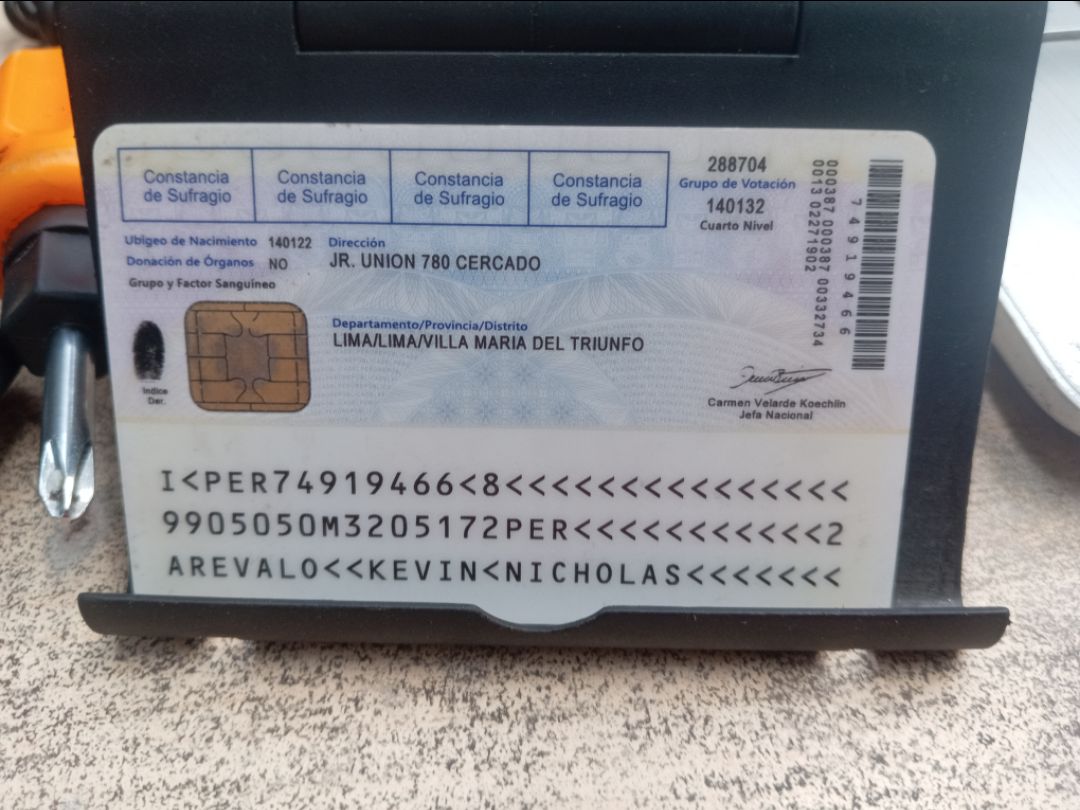 Constancia de Sufragio
Constancia de Sufragio
Constancia de Sufragio
Constancia de Sufragio
288704
Grupo de Votación
140132
Cuarto Nivel
Ubigeo de Nacimiento 140122
Donación de Órganos NO
Grupo y Factor Sanguíneo
Dirección
JR. UNION 780 CERCADO
Departamento/Provincia/Distrito
LIMA/LIMA/VILLA MARIA DEL TRIUNFO
Indice
Der.
Carmen Velarde Koechlin
Jefa Nacional
000387 000387 00332734
0013 02271902
74919466
I<PER74919466<8<<<<<<<<<<<<<<<
9905050M3205172PER<<<<<<<<<<<2
AREVALO<<KEVIN<NICHOLAS<<<<<<<